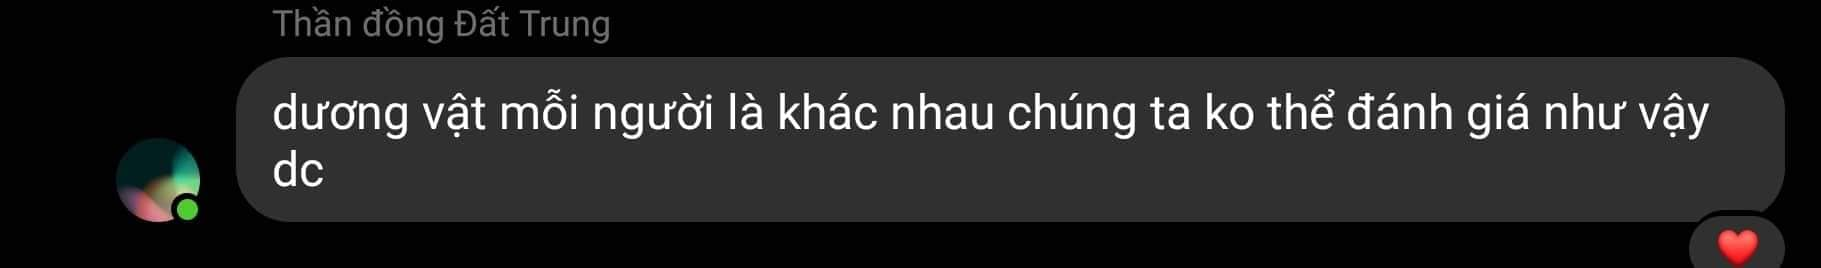 Thần đồng Đất Trung
dương vật mỗi người là khác nhau chúng ta ko thể đánh giá như vậy
dc